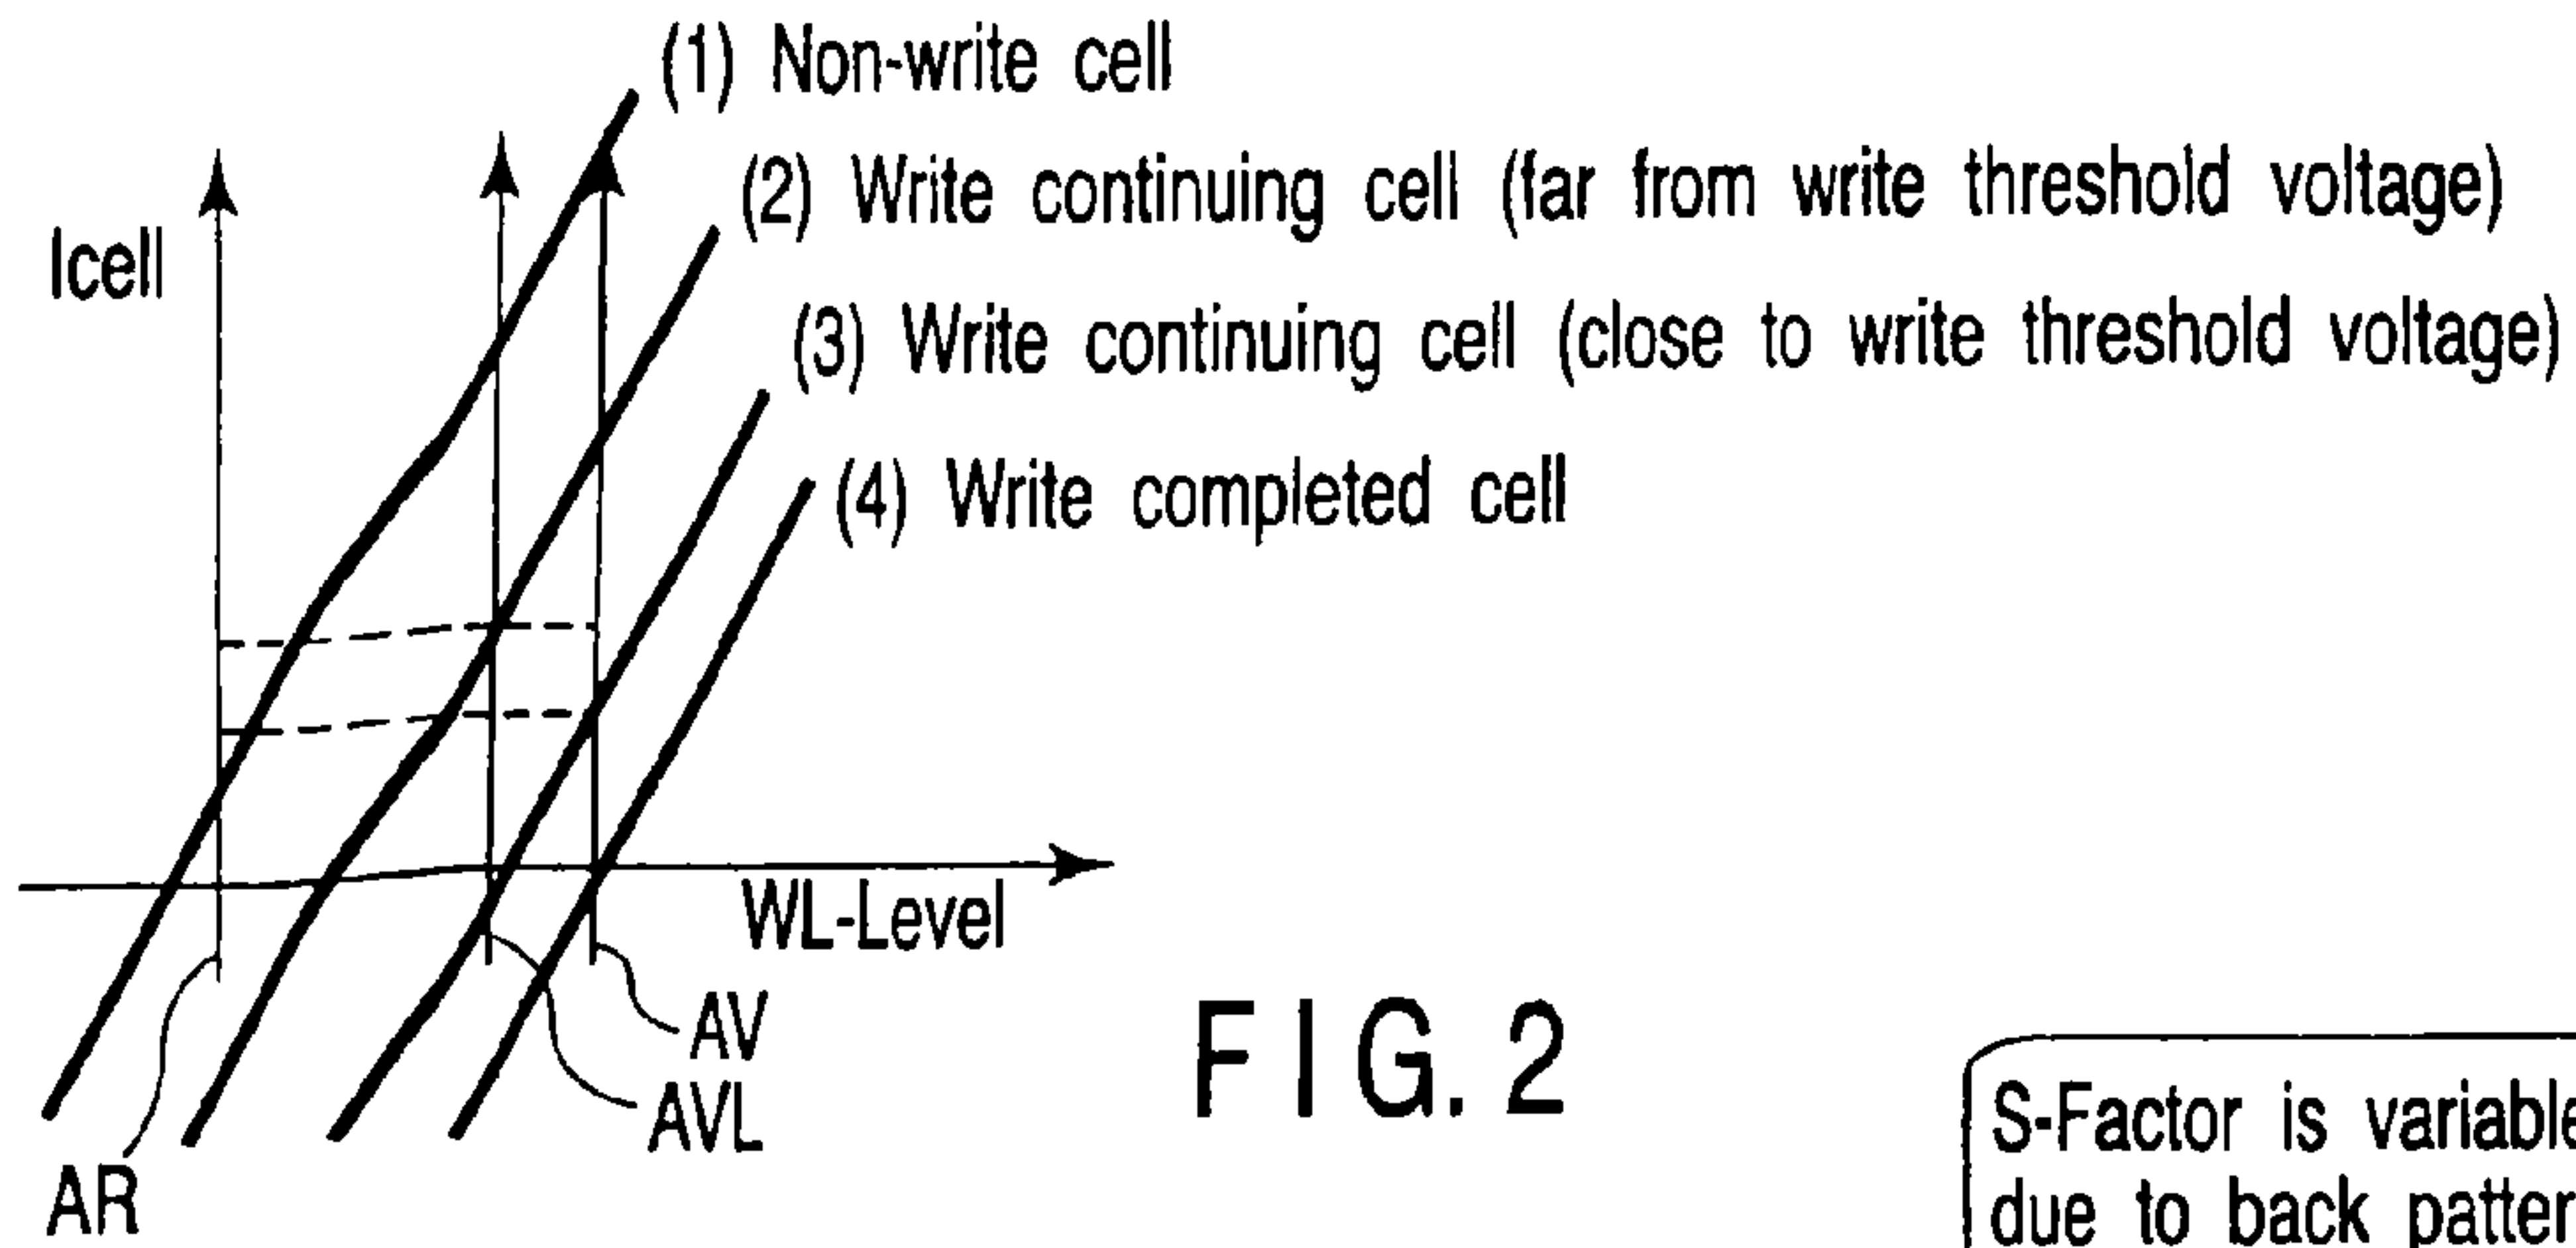 (1) Non-write cell
(2) Write continuing cell (far from write threshold voltage)
Icell
(3) Write continuing cell (close to write threshold voltage)
(4) Write completed cell
WL-Level
AV
AVL
AR
FIG. 2
S-Factor is variable
due to back